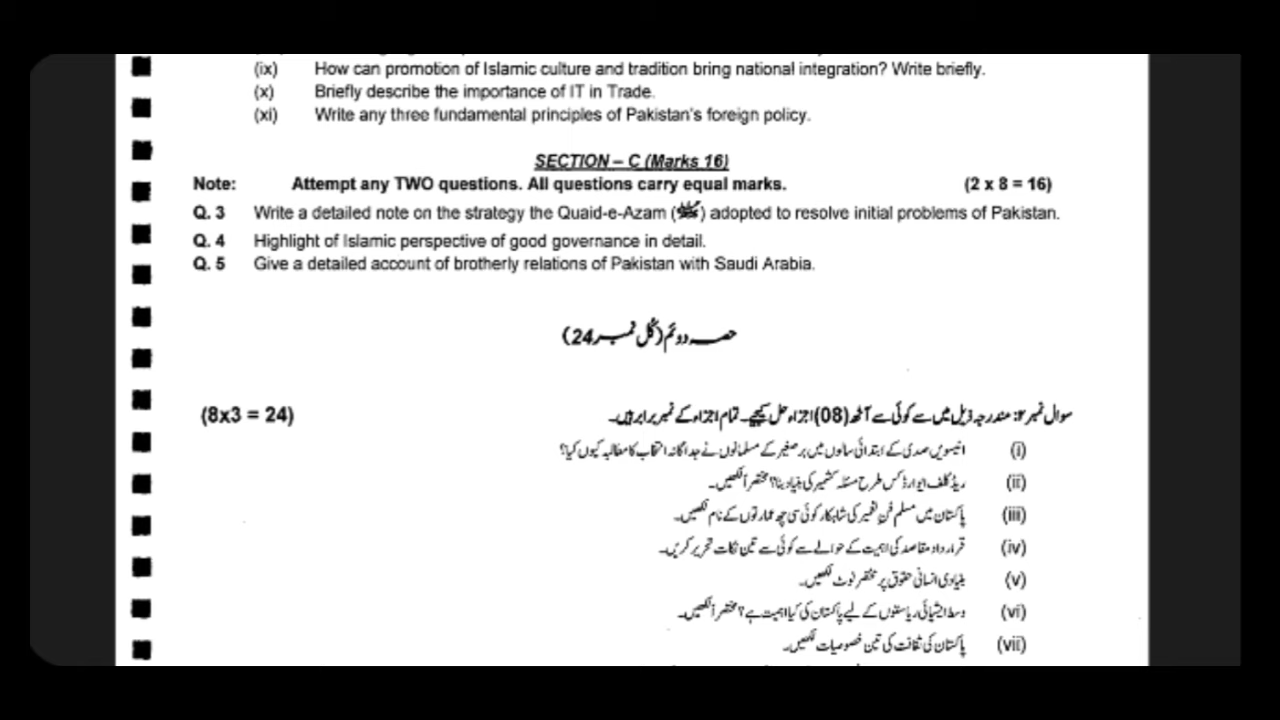 (ix) How can promotion of Islamic culture and tradition bring national integration? Write briefly.
(x) Briefly describe the importance of IT in Trade.
(xi) Write any three fundamental principles of Pakistan's foreign policy.
SECTION – C (Marks 16)
Note: Attempt any TWO questions. All questions carry equal marks. (2 x 8 = 16)
Q. 3 Write a detailed note on the strategy the Quaid-e-Azam () adopted to resolve initial problems of Pakistan.
Q. 4 Highlight of Islamic perspective of good governance in detail.
Q. 5 Give a detailed account of brotherly relations of Pakistan with Saudi Arabia.
حصہ دوئم (کُل نمبر 24)
سوال نمبر ۲: مندرجہ ذیل میں سے کوئی سے آٹھ (08) اجزاء حل کیجیے۔ تمام اجزاء کے نمبر برابر ہیں۔ (8x3 = 24)
(i) انیسویں صدی کے ابتدائی سالوں میں برصغیر کے مسلمانوں نے جداگانہ انتخاب کا مطالبہ کیوں کیا؟
(ii) ریڈ کلف ایوارڈ کس طرح مسئلہ کشمیر کی بنیاد بنا؟ مختصراً لکھیں۔
(iii) پاکستان میں مسلم فنِ تعمیر کی شاہکار کوئی سی چھ عمارتوں کے نام لکھیں۔
(iv) قرارداد مقاصد کی اہمیت کے حوالے سے کوئی سے تین نکات تحریر کریں۔
(v) بنیادی انسانی حقوق پر مختصر نوٹ لکھیں۔
(vi) وسط ایشیائی ریاستوں کے لیے پاکستان کی کیا اہمیت ہے؟ مختصراً لکھیں۔
(vii) پاکستان کی ثقافت کی تین خصوصیات لکھیں۔